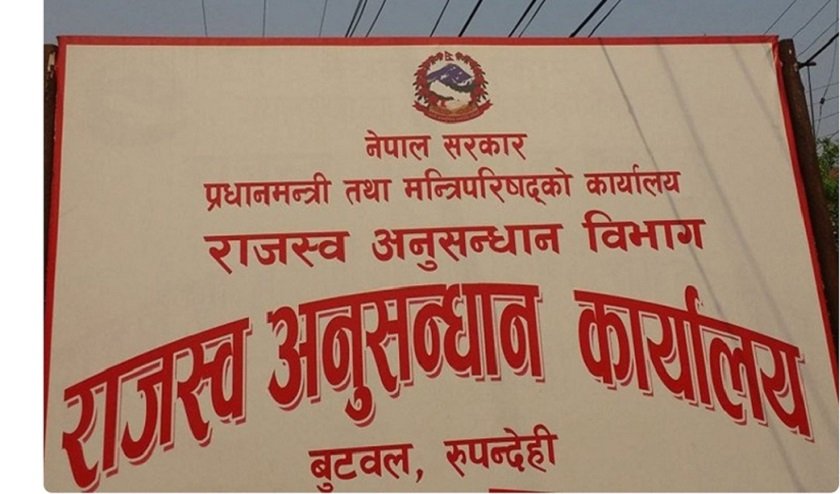 नेपाल सरकार
प्रधानमन्त्री तथा मन्त्रिपरिषद्‌को कार्यालय
राजस्व अनुसन्धान विभाग
राजस्व अनुसन्धान कार्यालय
बुटवल, रुपन्देही